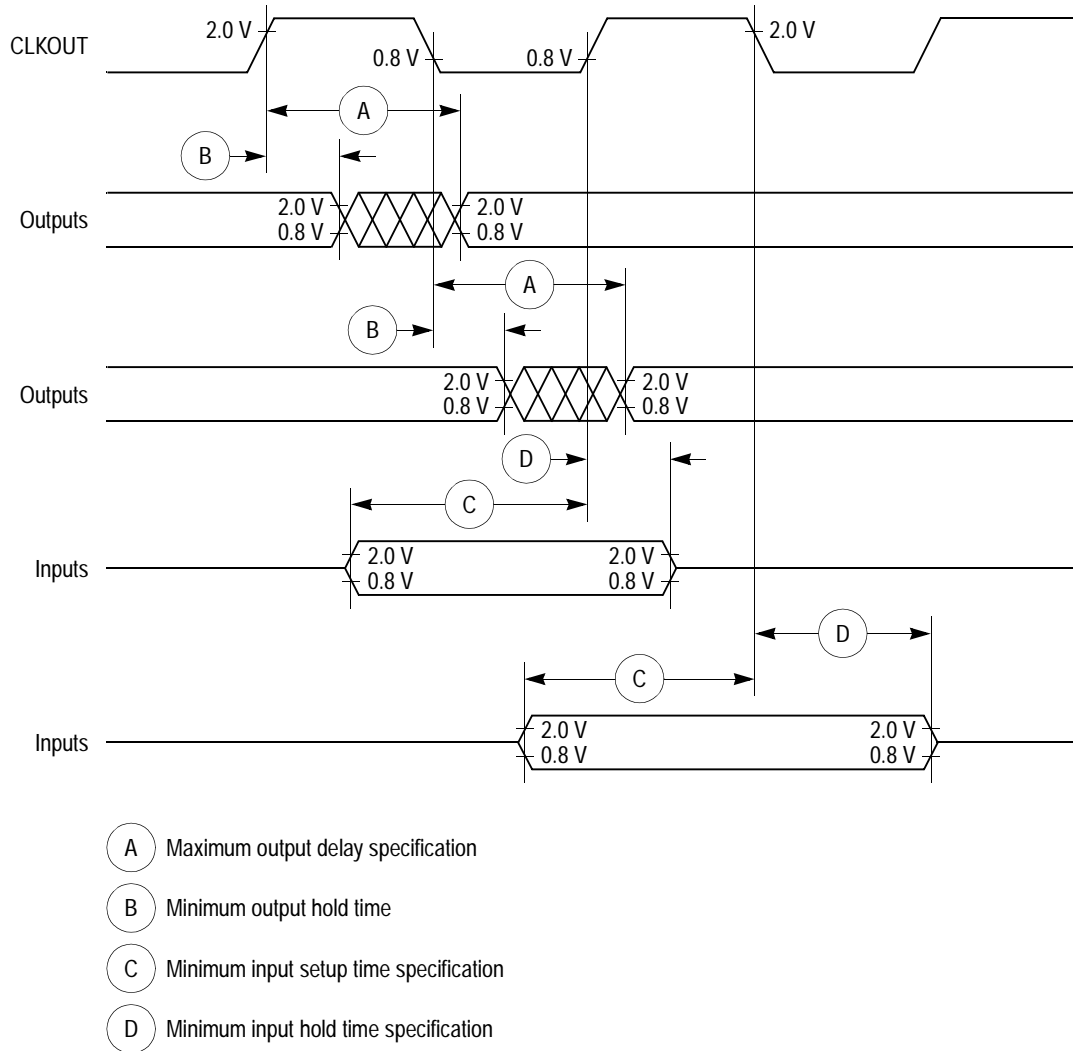 CLKOUT
2.0 V
0.8 V
0.8 V
2.0 V
A
B
Outputs
2.0 V
0.8 V
2.0 V
0.8 V
A
B
Outputs
2.0 V
0.8 V
2.0 V
0.8 V
D
C
Inputs
2.0 V
0.8 V
2.0 V
0.8 V
D
C
Inputs
2.0 V
0.8 V
2.0 V
0.8 V
A Maximum output delay specification
B Minimum output hold time
C Minimum input setup time specification
D Minimum input hold time specification